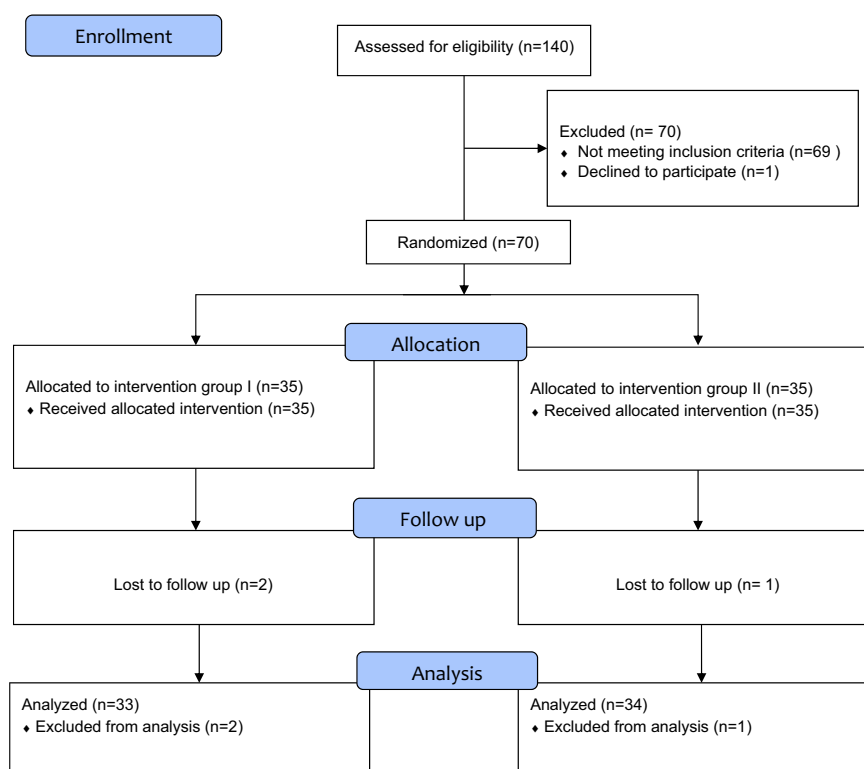 Enrollment
Assessed for eligibility (n=140)
Excluded (n= 70)
♦ Not meeting inclusion criteria (n=69 )
♦ Declined to participate (n=1)
Randomized (n=70)
Allocation
Allocated to intervention group I (n=35)
♦ Received allocated intervention (n=35)
Allocated to intervention group II (n=35)
♦ Received allocated intervention (n=35)
Follow up
Lost to follow up (n=2)
Lost to follow up (n= 1)
Analysis
Analyzed (n=33)
♦ Excluded from analysis (n=2)
Analyzed (n=34)
♦ Excluded from analysis (n=1)